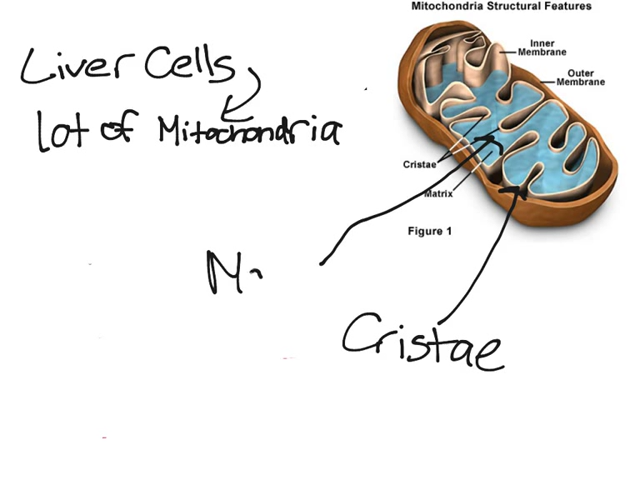 Mitochondria Structural Features
Liver Cells
lot of Mitochondria
Inner
Membrane
Outer
Membrane
Cristae
Matrix
Figure 1
M
Cristae